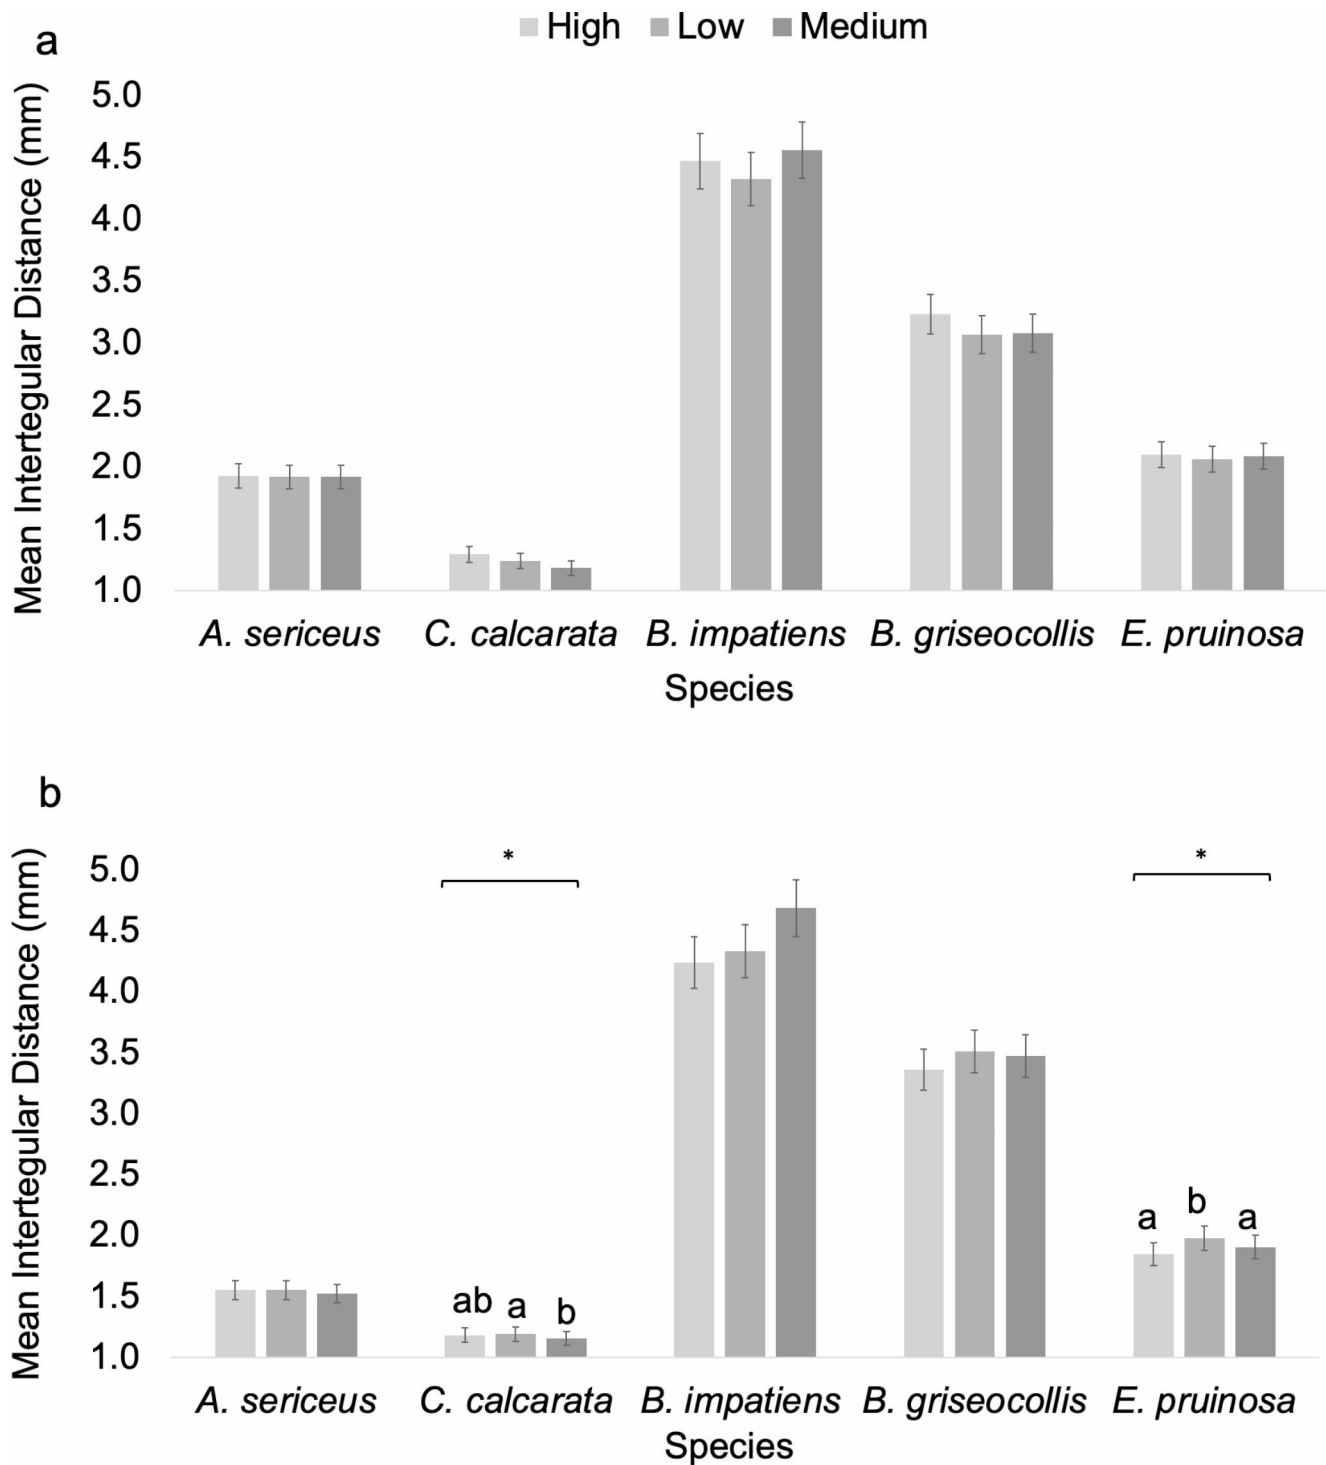 a
High Low Medium
Mean Intertegular Distance (mm)
5.0
4.5
4.0
3.5
3.0
2.5
2.0
1.5
1.0
A. sericeus C. calcarata B. impatiens B. griseocollis E. pruinosa
Species
b
Mean Intertegular Distance (mm)
5.0
4.5
4.0
3.5
3.0
2.5
2.0
1.5
1.0
* *
ab a b a b a
A. sericeus C. calcarata B. impatiens B. griseocollis E. pruinosa
Species